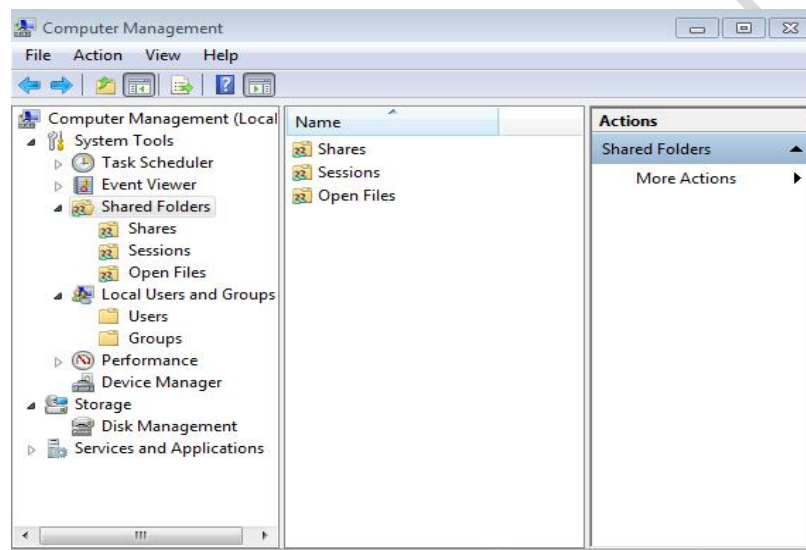 Computer Management
File Action View Help
Computer Management (Local
System Tools
Task Scheduler
Event Viewer
Shared Folders
Shares
Sessions
Open Files
Local Users and Groups
Users
Groups
Performance
Device Manager
Storage
Disk Management
Services and Applications
Name
Shares
Sessions
Open Files
Actions
Shared Folders
More Actions